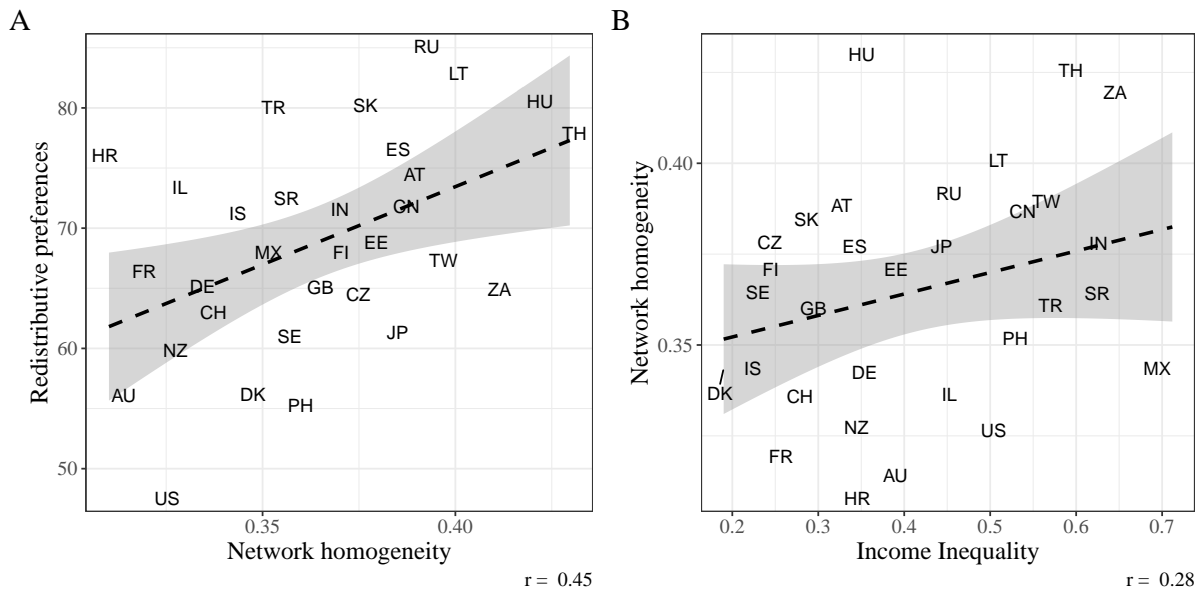 A
Redistributive preferences
80
70
60
50
RU
LT
TR
SK
HU
TH
HR
ES
AT
IL
SR
IS
IN
CN
EE
MX
FI
TW
FR
DE
GB
CZ
LV
CH
SE
JP
NZ
AU
DK
PH
US
0.35
0.40
Network homogeneity
r = 0.45
B
Network homogeneity
0.40
0.35
HU
TH
ZA
LT
RU
TW
AT
CN
SK
CZ
ES
JP
IN
FI
EE
SE
SR
GB
TR
PH
IS
DE
MX
DK
CH
IL
NZ
US
FR
AU
HR
0.2
0.3
0.4
0.5
0.6
0.7
Income Inequality
r = 0.28